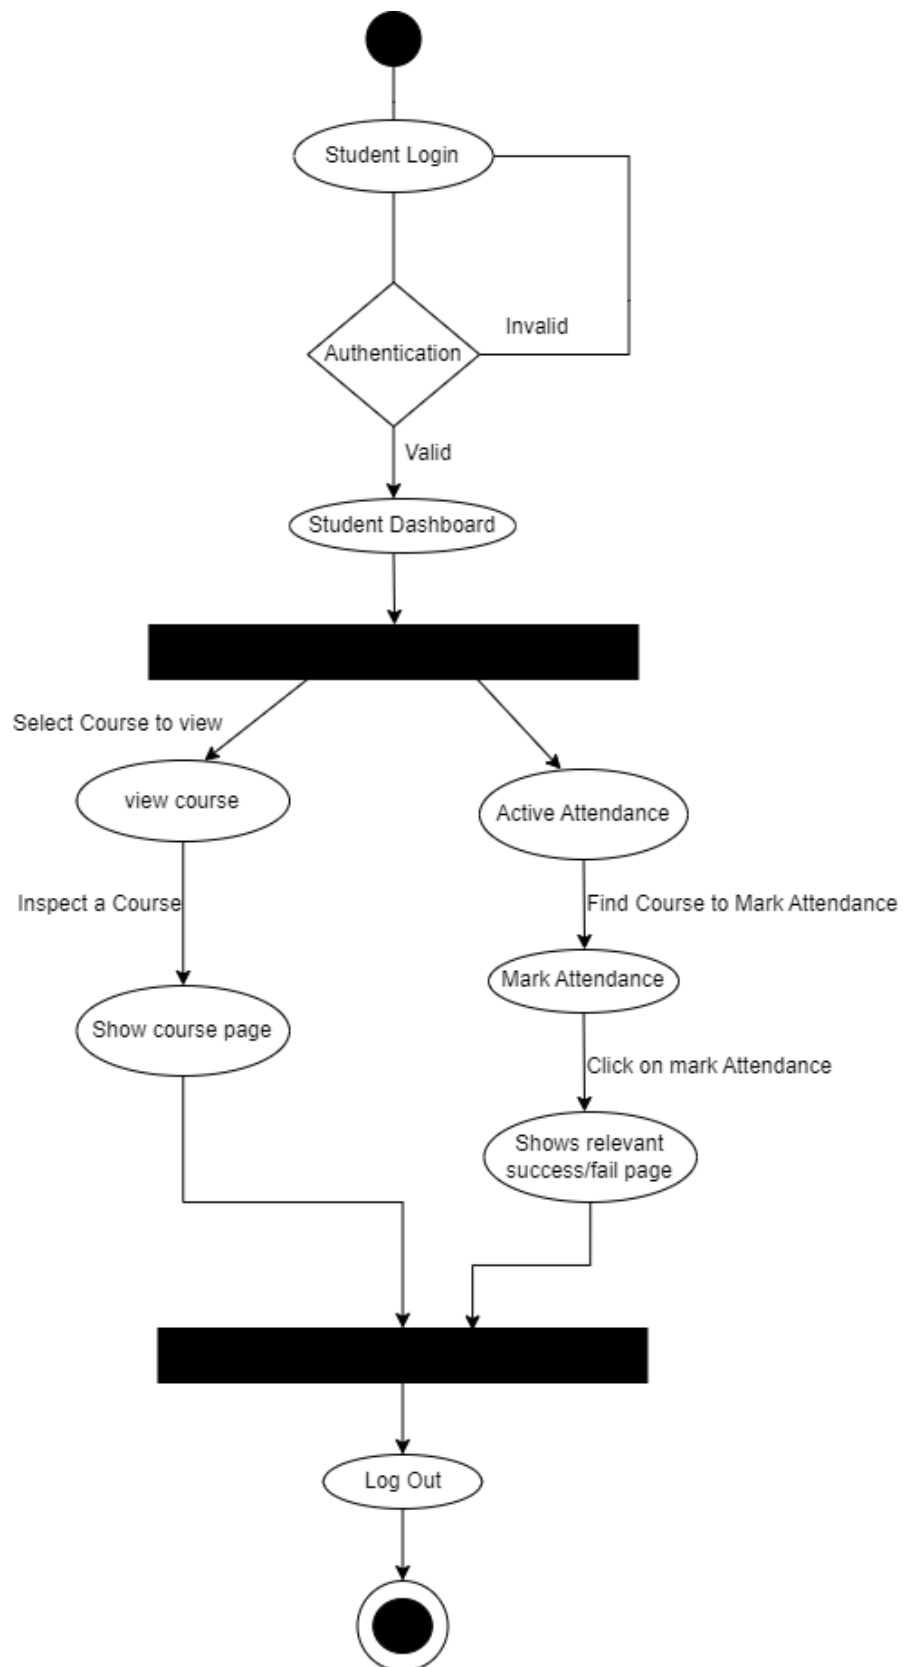 Student Login
Invalid
Authentication
Valid
Student Dashboard
Select Course to view
view course
Active Attendance
Inspect a Course
Find Course to Mark Attendance
Mark Attendance
Show course page
Click on mark Attendance
Shows relevant
success/fail page
Log Out